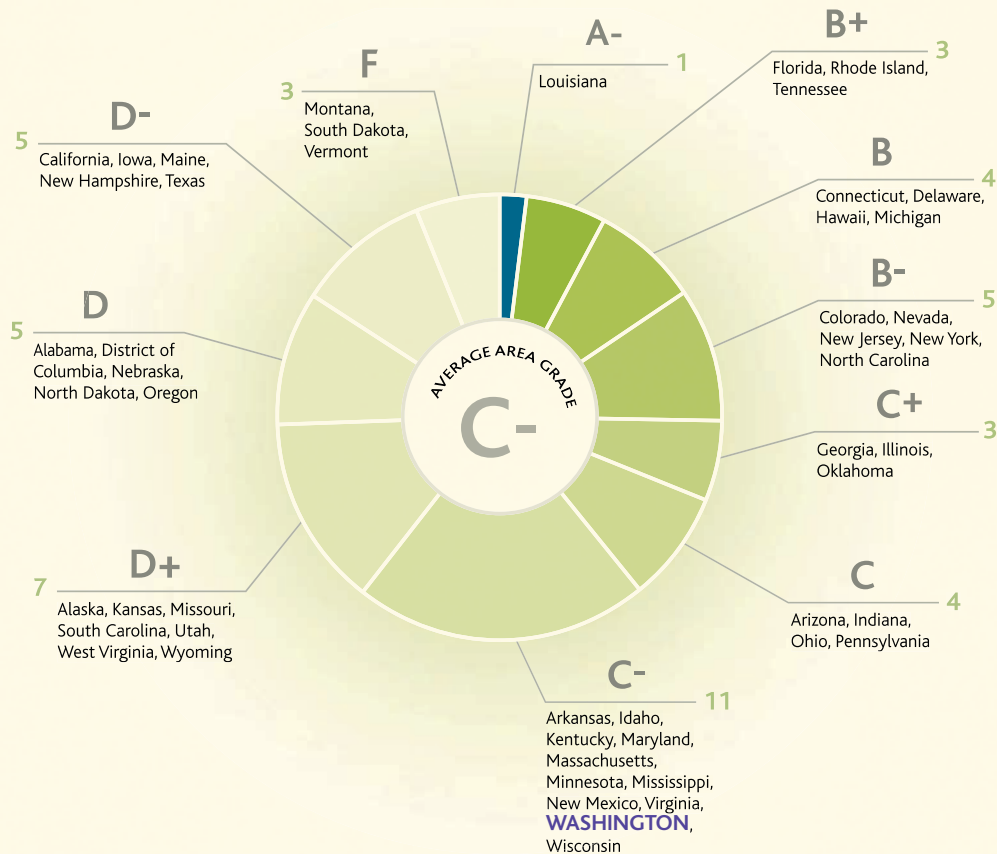 A-
1
Louisiana
B+
3
Florida, Rhode Island,
Tennessee
B
4
Connecticut, Delaware,
Hawaii, Michigan
B-
5
Colorado, Nevada,
New Jersey, New York,
North Carolina
C+
3
Georgia, Illinois,
Oklahoma
C
4
Arizona, Indiana,
Ohio, Pennsylvania
C-
11
Arkansas, Idaho,
Kentucky, Maryland,
Massachusetts,
Minnesota, Mississippi,
New Mexico, Virginia,
WASHINGTON,
Wisconsin
D+
7
Alaska, Kansas, Missouri,
South Carolina, Utah,
West Virginia, Wyoming
D
5
Alabama, District of
Columbia, Nebraska,
North Dakota, Oregon
D-
5
California, Iowa, Maine,
New Hampshire, Texas
F
3
Montana,
South Dakota,
Vermont
AVERAGE AREA GRADE
C-